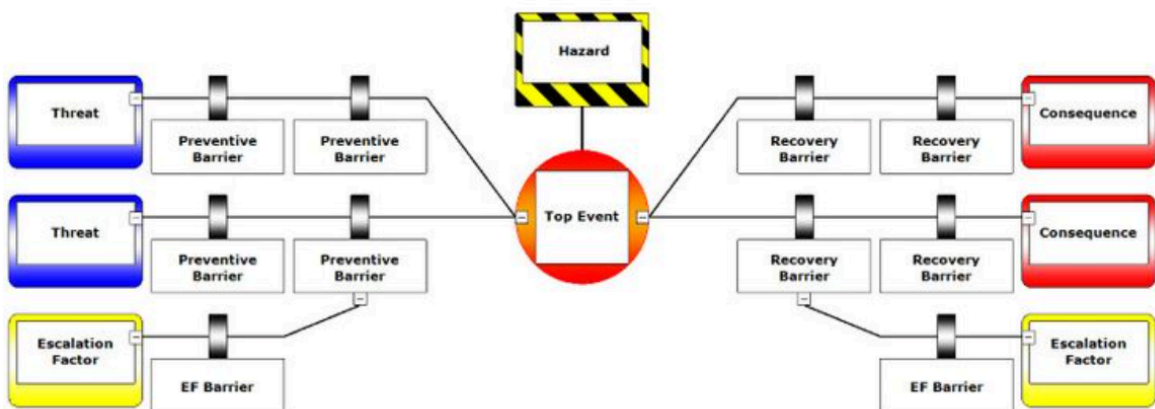 Hazard
Threat
Preventive
Barrier
Preventive
Barrier
Recovery
Barrier
Recovery
Barrier
Consequence
Top Event
Threat
Preventive
Barrier
Preventive
Barrier
Recovery
Barrier
Recovery
Barrier
Consequence
Escalation
Factor
EF Barrier
EF Barrier
Escalation
Factor